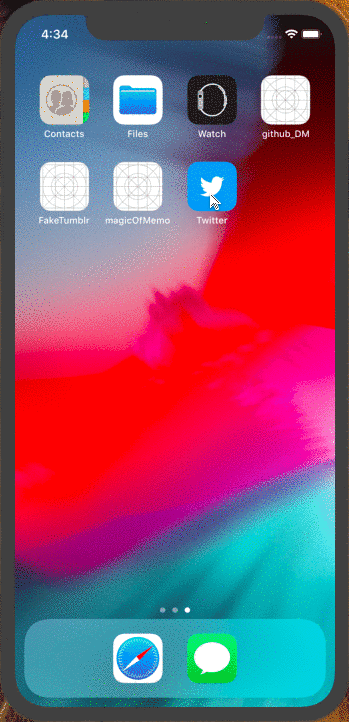 4:34
Contacts
Files
Watch
github_DM
FakeTumblr
magicOfMemo
Twitter